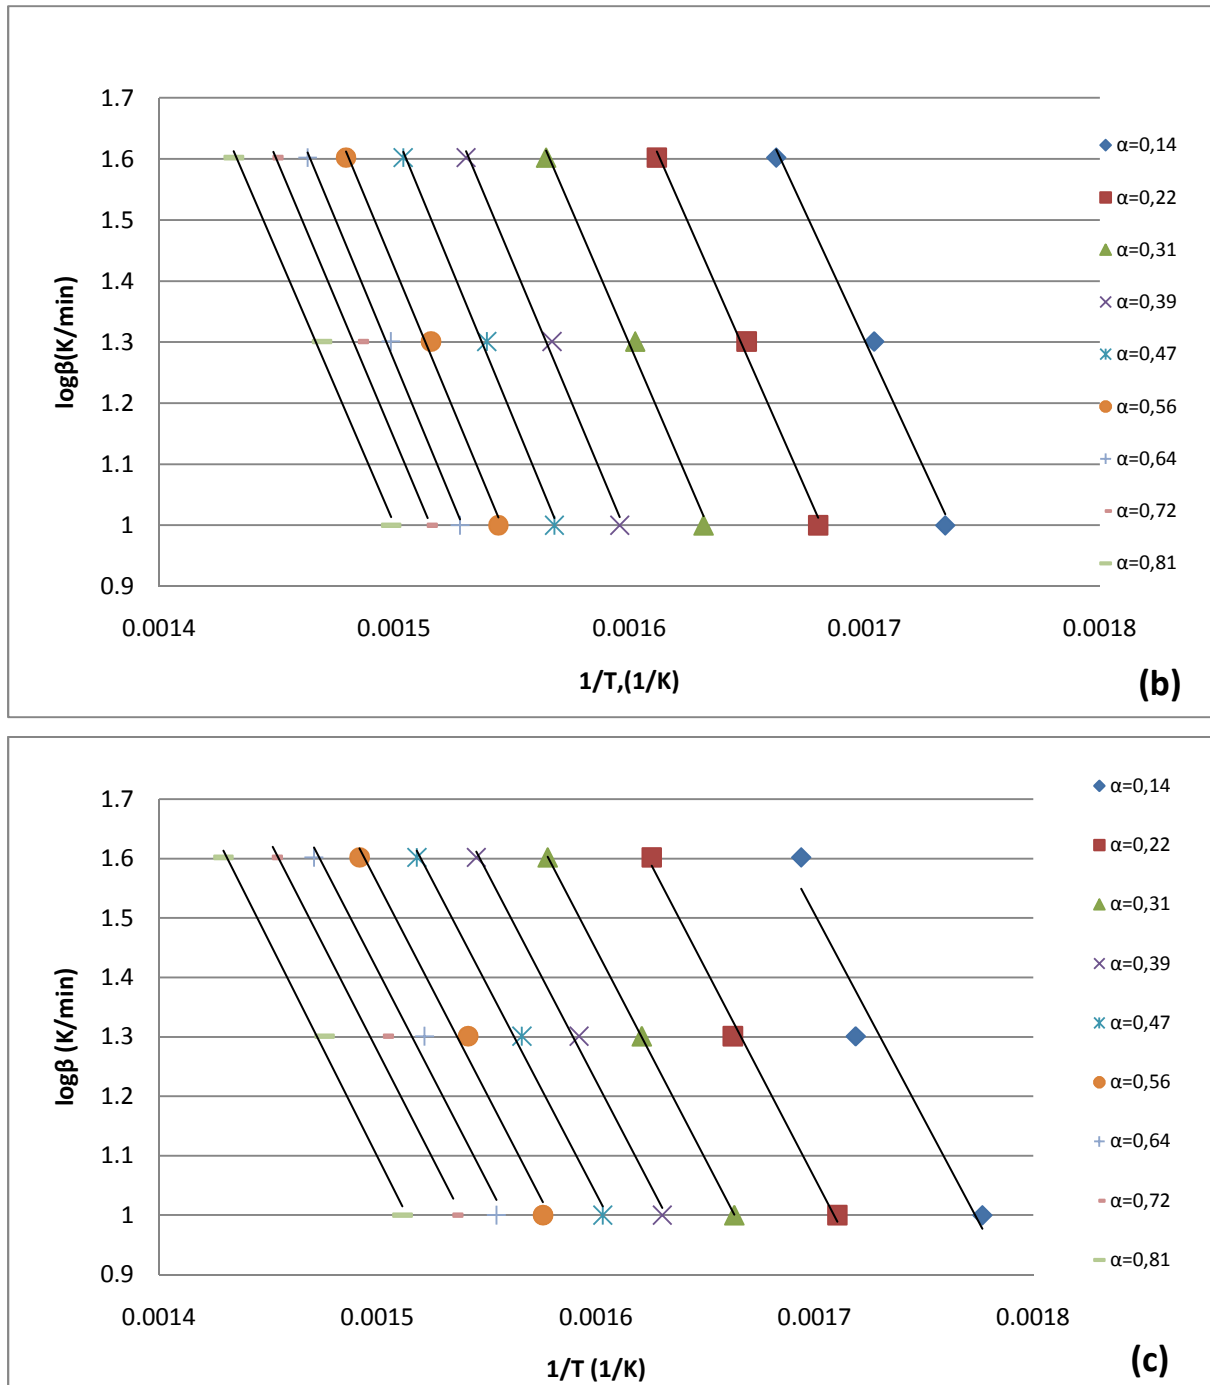 1.7
1.6
1.5
1.4
1.3
1.2
1.1
1
0.9
logβ(K/min)
0.0014
0.0015
0.0016
0.0017
0.0018
1/T,(1/K)
α=0,14
α=0,22
α=0,31
α=0,39
α=0,47
α=0,56
α=0,64
α=0,72
α=0,81
(b)
1.7
1.6
1.5
1.4
1.3
1.2
1.1
1
0.9
logβ (K/min)
0.0014
0.0015
0.0016
0.0017
0.0018
1/T (1/K)
α=0,14
α=0,22
α=0,31
α=0,39
α=0,47
α=0,56
α=0,64
α=0,72
α=0,81
(c)